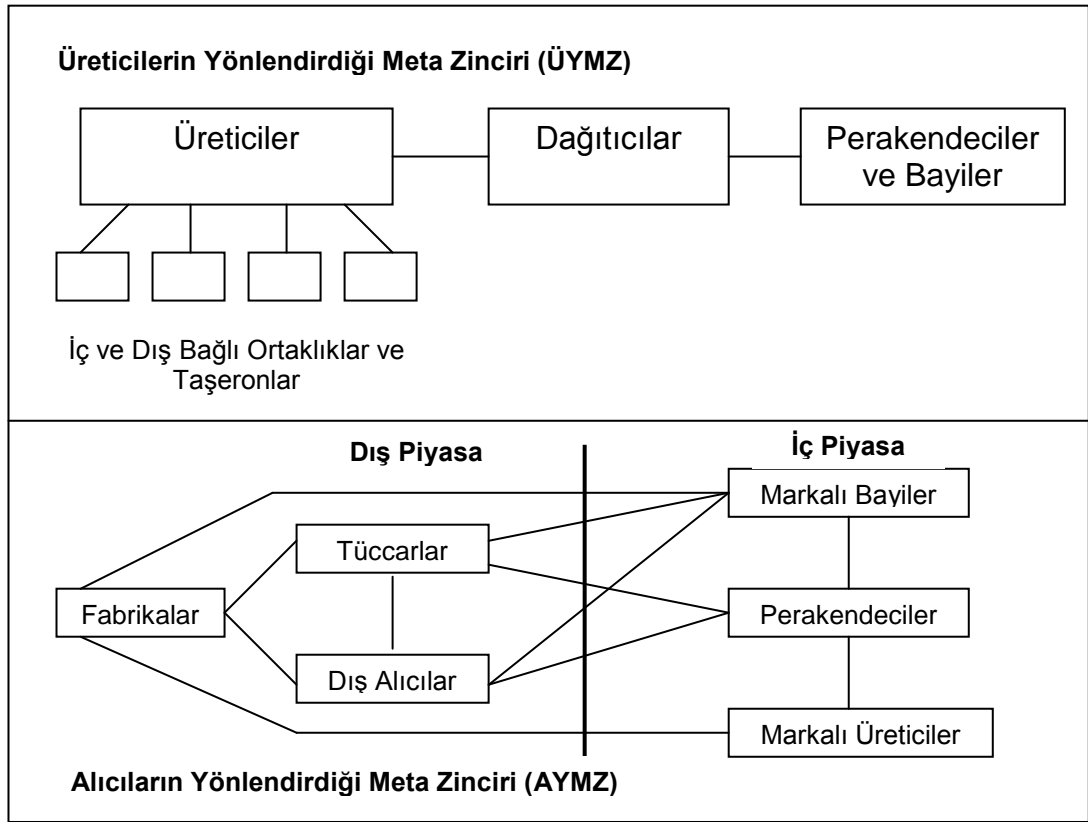 Üreticilerin Yönlendirdiği Meta Zinciri (ÜYMZ)
Üreticiler
Dağıtıcılar
Perakendeciler
ve Bayiler
İç ve Dış Bağlı Ortaklıklar ve
Taşeronlar
Dış Piyasa
İç Piyasa
Markalı Bayiler
Tüccarlar
Fabrikalar
Perakendeciler
Dış Alıcılar
Markalı Üreticiler
Alıcıların Yönlendirdiği Meta Zinciri (AYMZ)